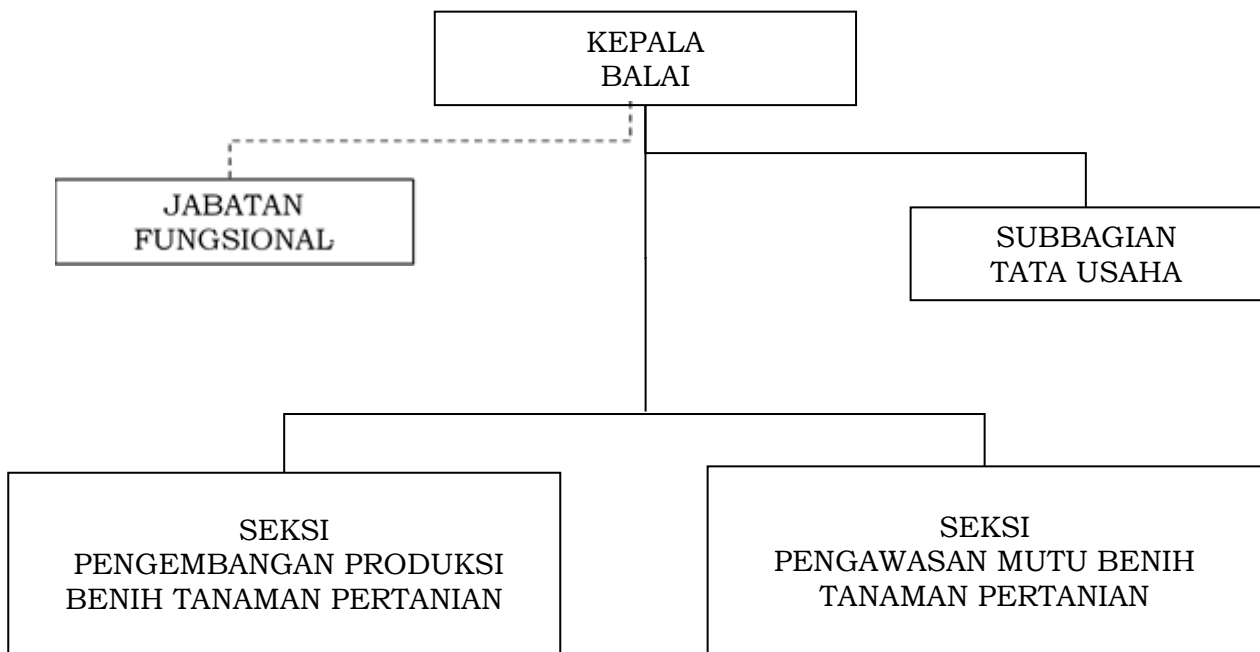 KEPALA
BALAI
JABATAN
FUNGSIONAL
SUBBAGIAN
TATA USAHA
SEKSI
PENGEMBANGAN PRODUKSI
BENIH TANAMAN PERTANIAN
SEKSI
PENGAWASAN MUTU BENIH
TANAMAN PERTANIAN